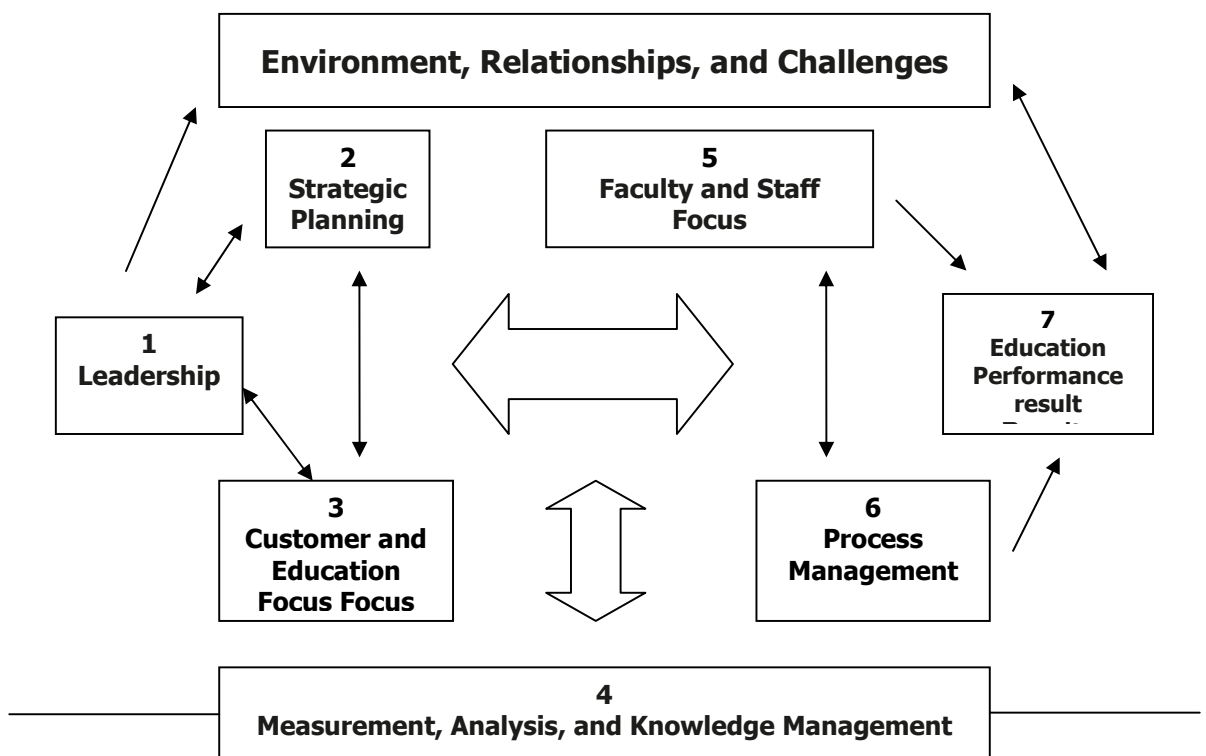 Environment, Relationships, and Challenges
2
Strategic
Planning
5
Faculty and Staff
Focus
1
Leadership
7
Education
Performance
result
3
Customer and
Education
Focus Focus
6
Process
Management
4
Measurement, Analysis, and Knowledge Management